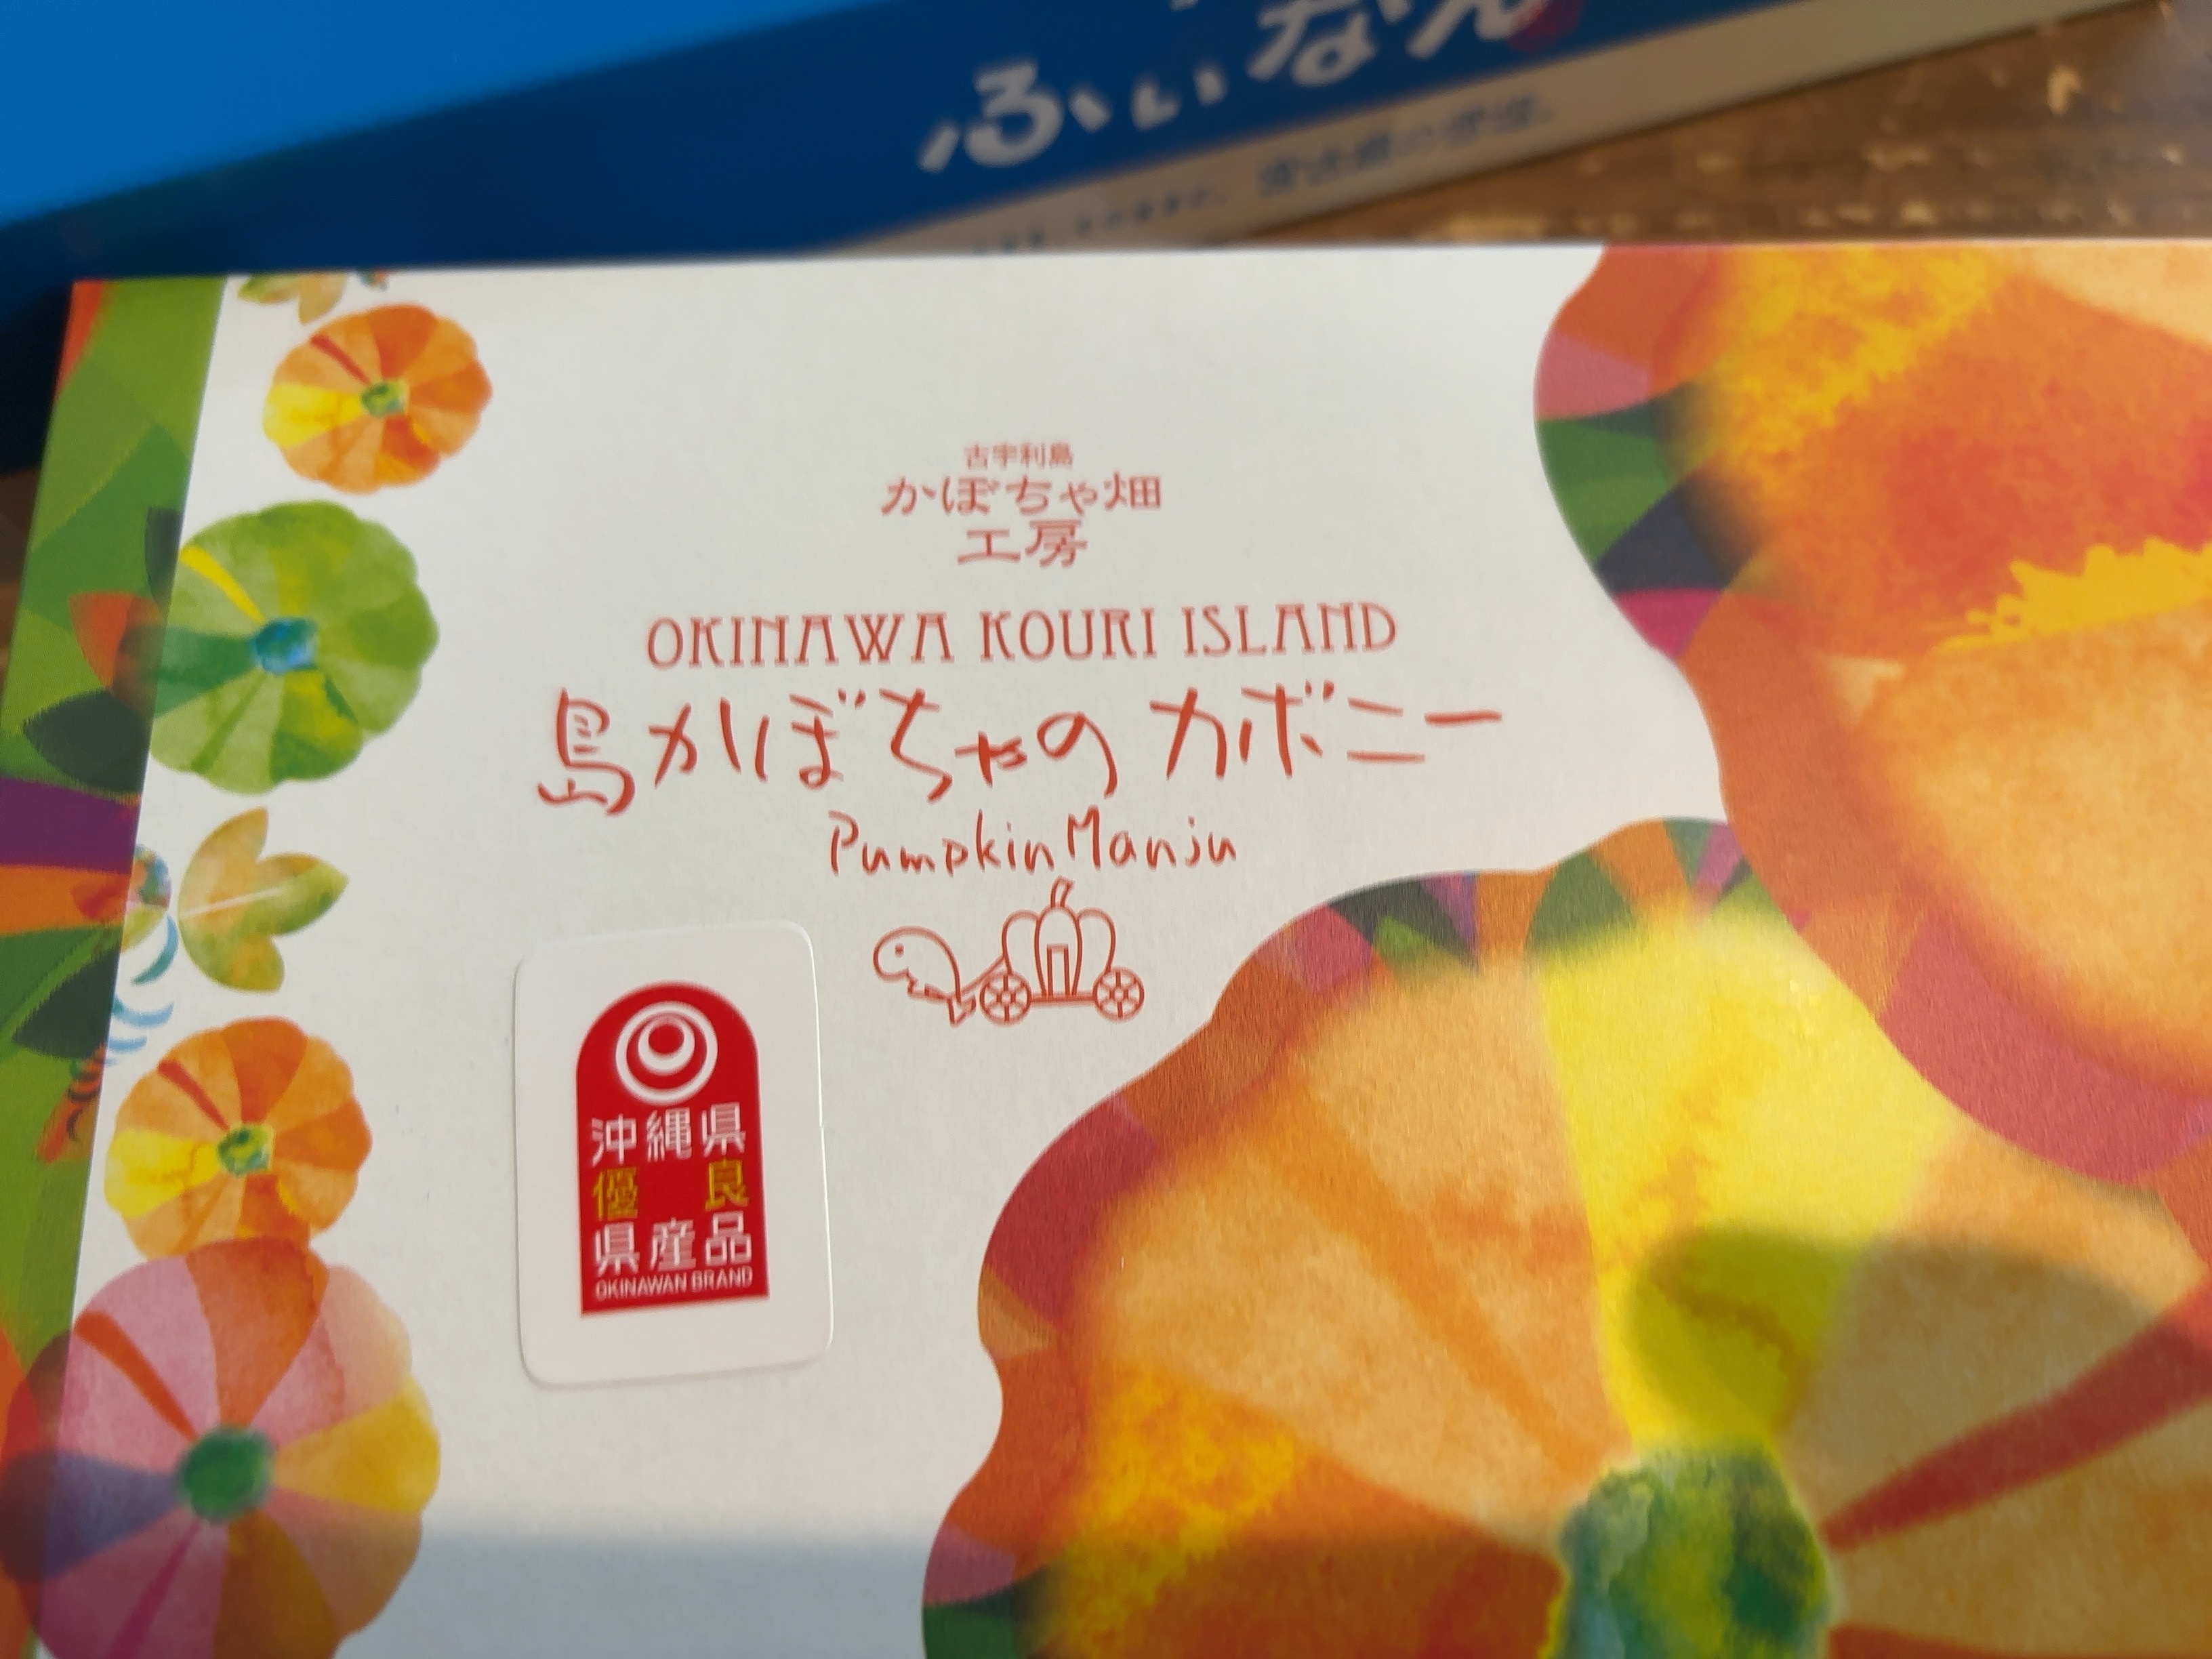 ふぃなん
古宇利島
かぼちゃ畑
工房
OKINAWA KOURI ISLAND
島かぼちゃの カボニー
Pumpkin Manju
沖縄県
優良
県産品
OKINAWAN BRAND